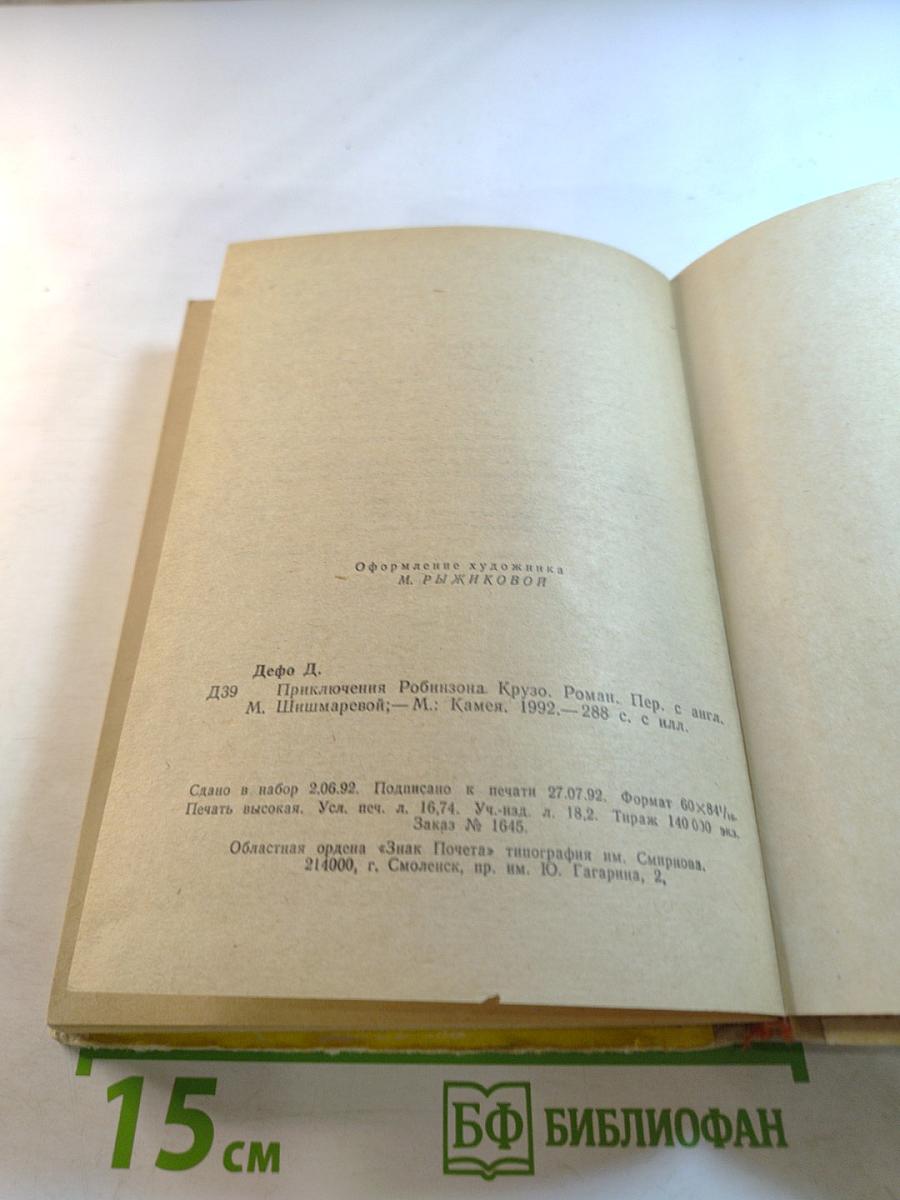 Оформление художника
М. РЫЖИКОВОЙ
Дефо Д.
Д39 Приключения Робинзона Крузо. Роман. Пер. с англ.
М. Шишмаревой;— М.: Камея. 1992.— 288 с. с илл.
Сдано в набор 2.06.92. Подписано к печати 27.07.92. Формат 60×84¹/₁₆.
Печать высокая. Усл. печ. л. 16,74. Уч.-изд. л. 18,2. Тираж 140 000 экз.
Заказ № 1645.
Областная ордена «Знак Почета» типография им. Смирнова.
214000, г. Смоленск, пр. им. Ю. Гагарина, 2,
15 см
БФ БИБЛИОФАН